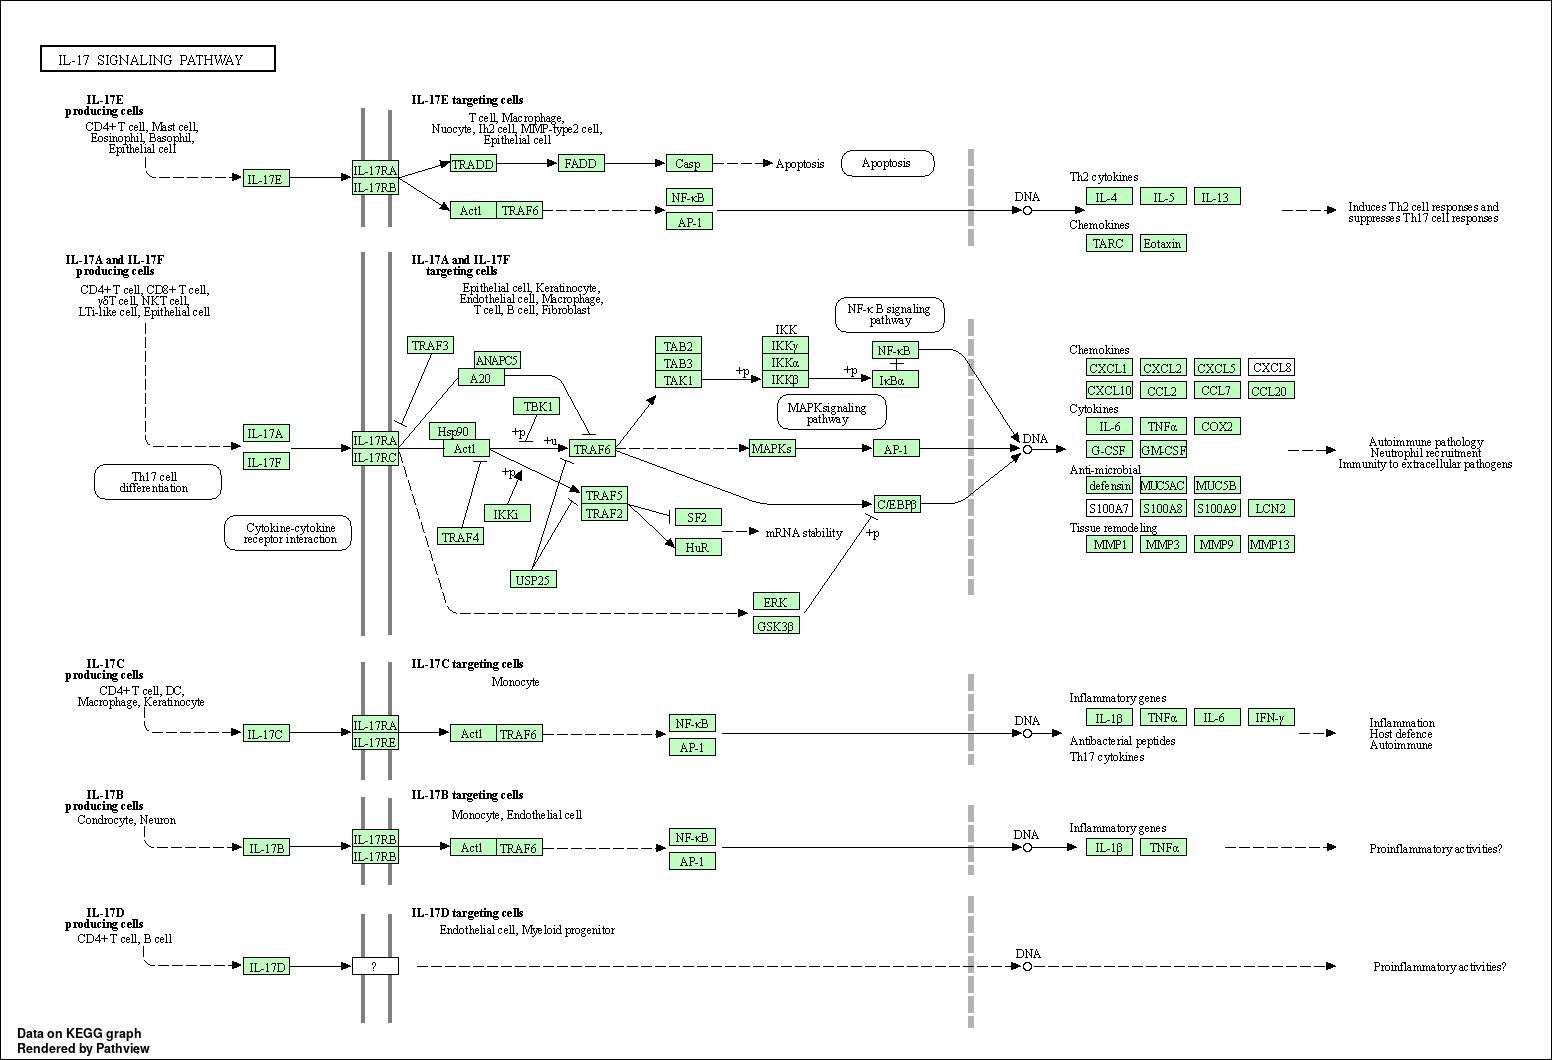 IL-17 SIGNALING PATHWAY
IL-17E
producing cells
CD4+ T cell, Mast cell,
Eosinophil, Basophil,
Epithelial cell
IL-17E
IL-17RA
IL-17RB
IL-17E targeting cells
T cell, Macrophage,
Nuocyte, Ih2 cell, MMP-type2 cell,
Epithelial cell
TRADD
FADD
Casp
Apoptosis
Apoptosis
Act1
TRAF6
NF-κB
AP-1
DNA
Th2 cytokines
IL-4
IL-5
IL-13
Chemokines
TARC
Eotaxin
Induces Th2 cell responses and
suppresses Th17 cell responses
IL-17A and IL-17F
producing cells
CD4+ T cell, CD8+ T cell,
γδT cell, NKT cell,
LTi-like cell, Epithelial cell
IL-17A
IL-17F
IL-17RA
IL-17RC
Th17 cell
differentiation
Cytokine-cytokine
receptor interaction
IL-17A and IL-17F
targeting cells
Epithelial cell, Keratinocyte,
Endothelial cell, Macrophage,
T cell, B cell, Fibroblast
TRAF3
ANAPC5
A20
TBK1
Hsp90
Act1
+p
+u
TRAF6
+p
IKKi
TRAF4
USP25
TRAF5
TRAF2
SF2
HuR
mRNA stability
TAB2
TAB3
TAK1
+p
IKK
IKKγ
IKKα
IKKβ
+p
NF-κB
IκBα
NF-κ B signaling
pathway
MAPK signaling
pathway
MAPKs
AP-1
C/EBPβ
+p
ERK
GSK3β
DNA
Chemokines
CXCL1
CXCL2
CXCL5
CXCL8
CXCL10
CCL2
CCL7
CCL20
Cytokines
IL-6
TNFα
COX2
G-CSF
GM-CSF
Anti-microbial
defensin
MUC5AC
MUC5B
S100A7
S100A8
S100A9
LCN2
Tissue remodeling
MMP1
MMP3
MMP9
MMP13
Autoimmune pathology
Neutrophil recruitment
Immunity to extracellular pathogens
IL-17C
producing cells
CD4+ T cell, DC,
Macrophage, Keratinocyte
IL-17C
IL-17RA
IL-17RE
IL-17C targeting cells
Monocyte
Act1
TRAF6
NF-κB
AP-1
DNA
Inflammatory genes
IL-1β
TNFα
IL-6
IFN-γ
Antibacterial peptides
Th17 cytokines
Inflammation
Host defence
Autoimmune
IL-17B
producing cells
Condrocyte, Neuron
IL-17B
IL-17RB
IL-17RB
IL-17B targeting cells
Monocyte, Endothelial cell
Act1
TRAF6
NF-κB
AP-1
DNA
Inflammatory genes
IL-1β
TNFα
Proinflammatory activities?
IL-17D
producing cells
CD4+ T cell, B cell
IL-17D
?
IL-17D targeting cells
Endothelial cell, Myeloid progenitor
DNA
Proinflammatory activities?
Data on KEGG graph
Rendered by Pathview